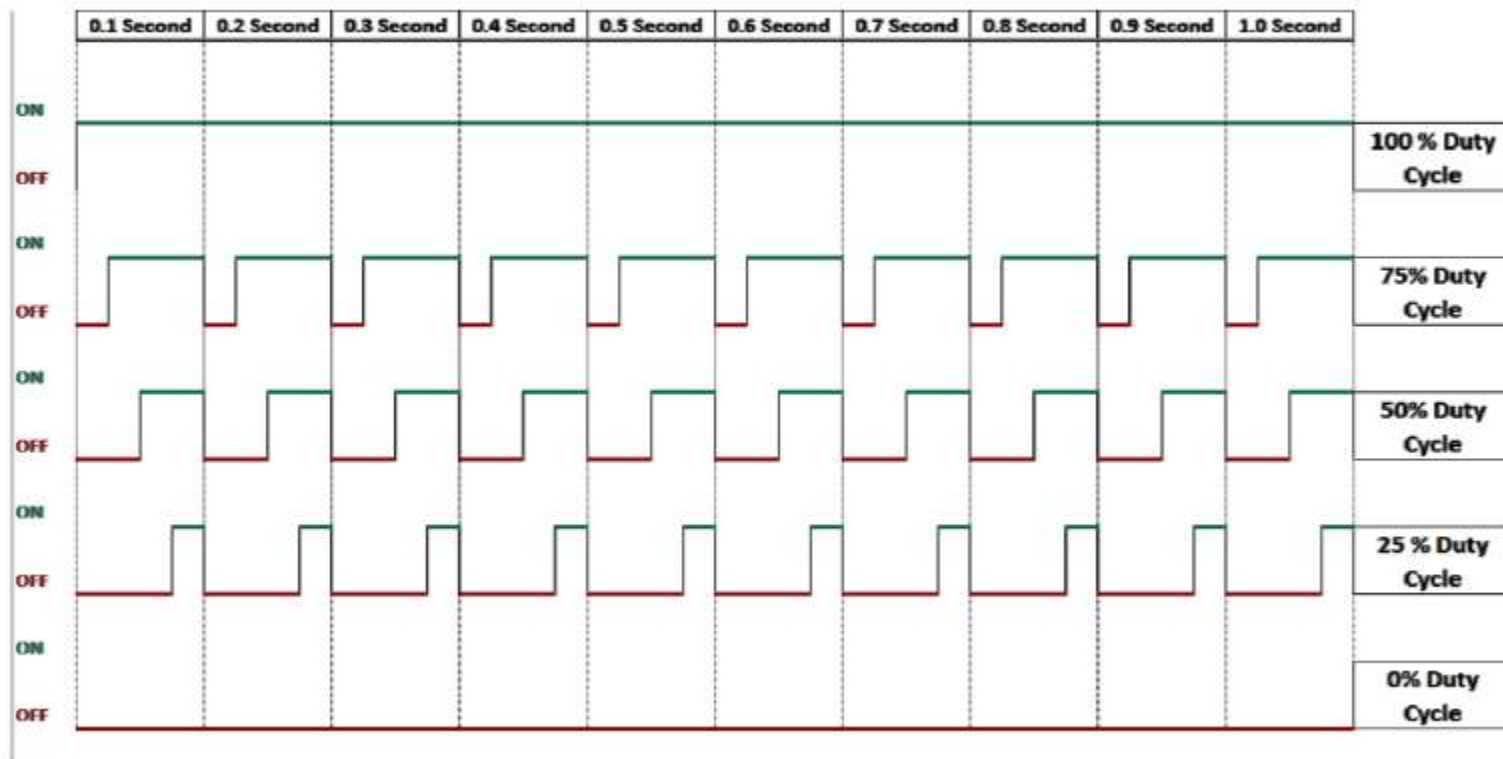 0.1 Second 0.2 Second 0.3 Second 0.4 Second 0.5 Second 0.6 Second 0.7 Second 0.8 Second 0.9 Second 1.0 Second
ON
100 % Duty
Cycle
OFF
ON
75% Duty
Cycle
OFF
ON
50% Duty
Cycle
OFF
ON
25 % Duty
Cycle
OFF
ON
0% Duty
Cycle
OFF